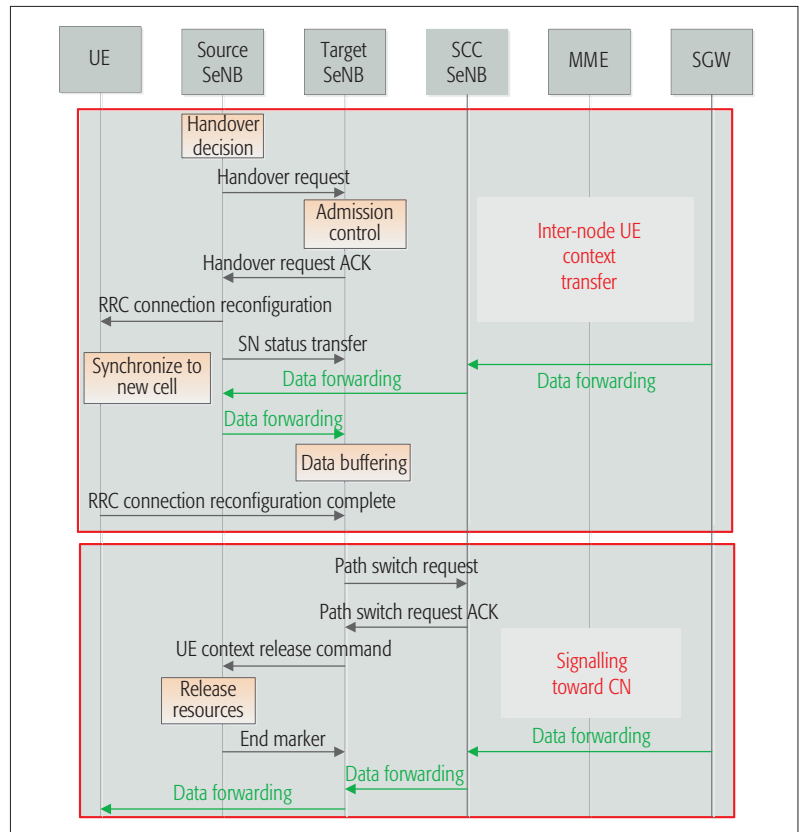 UE
Source
SeNB
Target
SeNB
SCC
SeNB
MME
SGW
Handover
decision
Handover request
Admission
control
Inter-node UE
context
transfer
Handover request ACK
RRC connection reconfiguration
SN status transfer
Synchronize to
new cell
Data forwarding
Data forwarding
Data forwarding
Data buffering
RRC connection reconfiguration complete
Path switch request
Path switch request ACK
UE context release command
Signalling
toward CN
Release
resources
End marker
Data forwarding
Data forwarding
Data forwarding